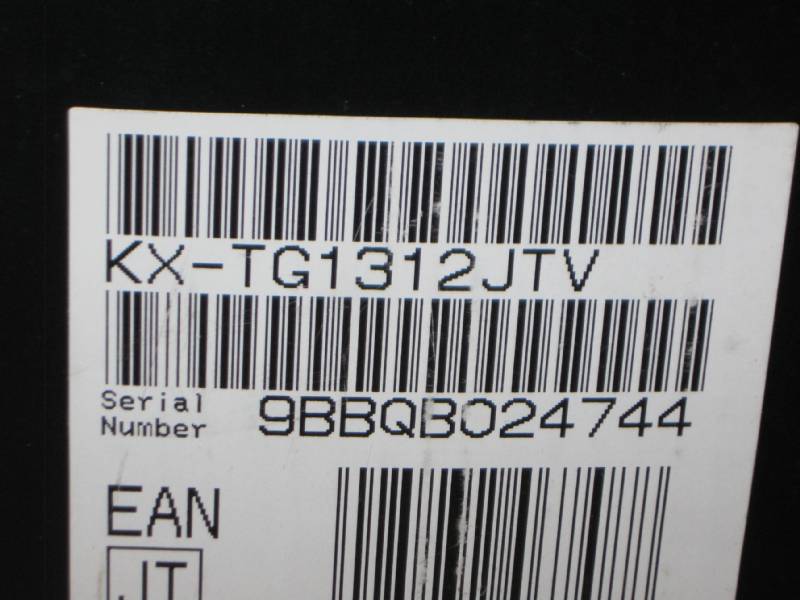 KX-TG1312JTV
Serial
Number 9BBQB024744
EAN
JT